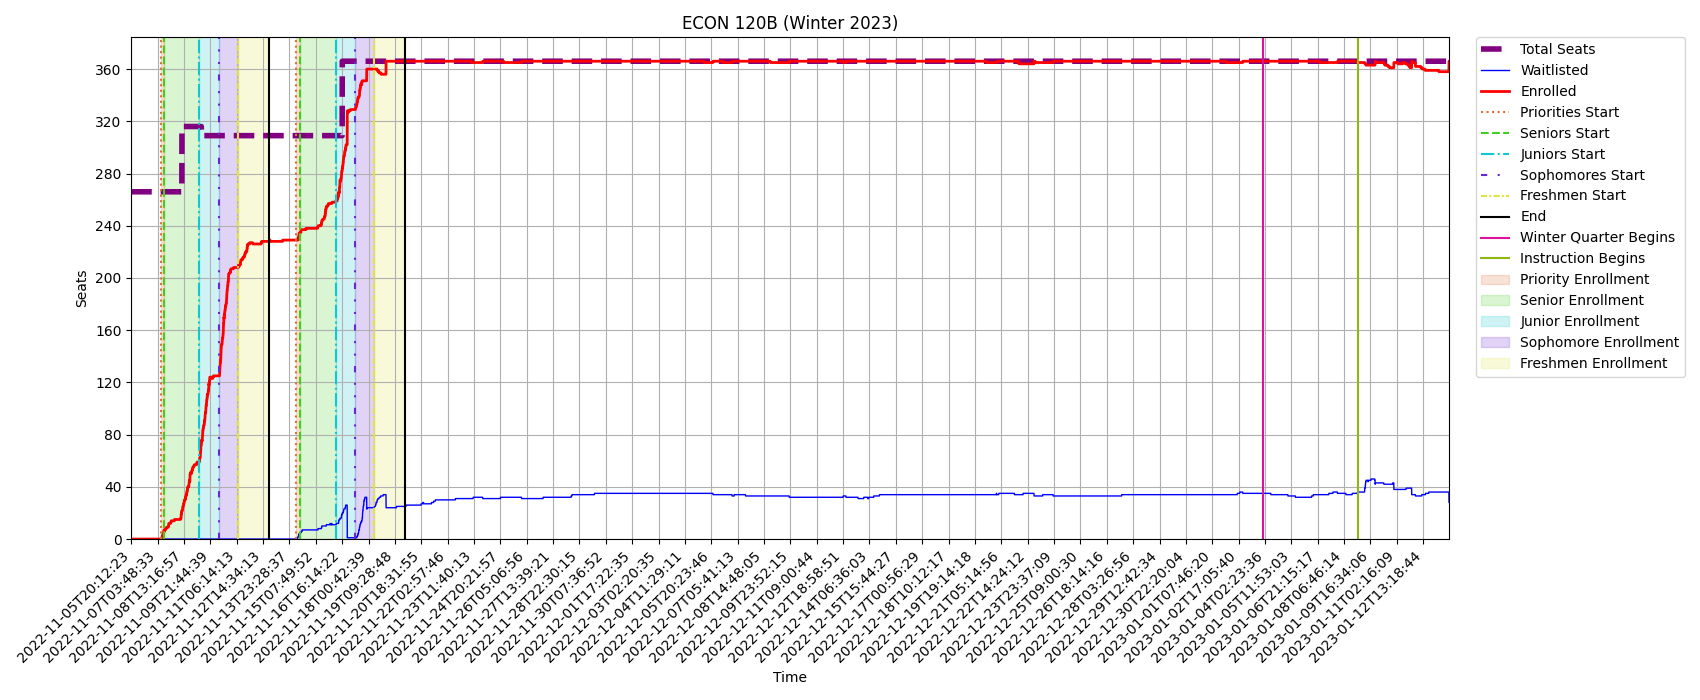 ECON 120B (Winter 2023)
Seats
360
320
280
240
200
160
120
80
40
0
2022-11-05T20:12:23
2022-11-07T03:48:33
2022-11-08T13:16:57
2022-11-09T21:44:39
2022-11-11T06:14:13
2022-11-12T14:34:13
2022-11-13T23:28:37
2022-11-15T07:49:52
2022-11-16T16:14:22
2022-11-18T00:42:39
2022-11-19T09:28:48
2022-11-20T18:31:55
2022-11-22T02:57:46
2022-11-23T11:40:13
2022-11-24T20:21:57
2022-11-26T05:06:56
2022-11-27T13:39:21
2022-11-28T22:30:15
2022-11-30T07:36:52
2022-12-01T17:22:35
2022-12-03T02:20:35
2022-12-04T11:29:11
2022-12-05T20:23:46
2022-12-07T05:41:13
2022-12-08T14:48:05
2022-12-09T23:52:15
2022-12-11T09:00:44
2022-12-12T18:58:51
2022-12-14T06:36:03
2022-12-15T15:44:27
2022-12-17T00:56:29
2022-12-18T10:12:17
2022-12-19T19:14:18
2022-12-21T05:14:56
2022-12-22T14:24:12
2022-12-23T23:37:09
2022-12-25T09:00:30
2022-12-26T18:14:16
2022-12-28T03:26:56
2022-12-29T12:42:34
2022-12-30T22:20:04
2023-01-01T07:46:20
2023-01-02T17:05:40
2023-01-04T02:23:36
2023-01-05T11:53:03
2023-01-06T21:15:17
2023-01-08T06:46:14
2023-01-09T16:34:06
2023-01-11T02:16:09
2023-01-12T13:18:44
Time
Total Seats
Waitlisted
Enrolled
Priorities Start
Seniors Start
Juniors Start
Sophomores Start
Freshmen Start
End
Winter Quarter Begins
Instruction Begins
Priority Enrollment
Senior Enrollment
Junior Enrollment
Sophomore Enrollment
Freshmen Enrollment